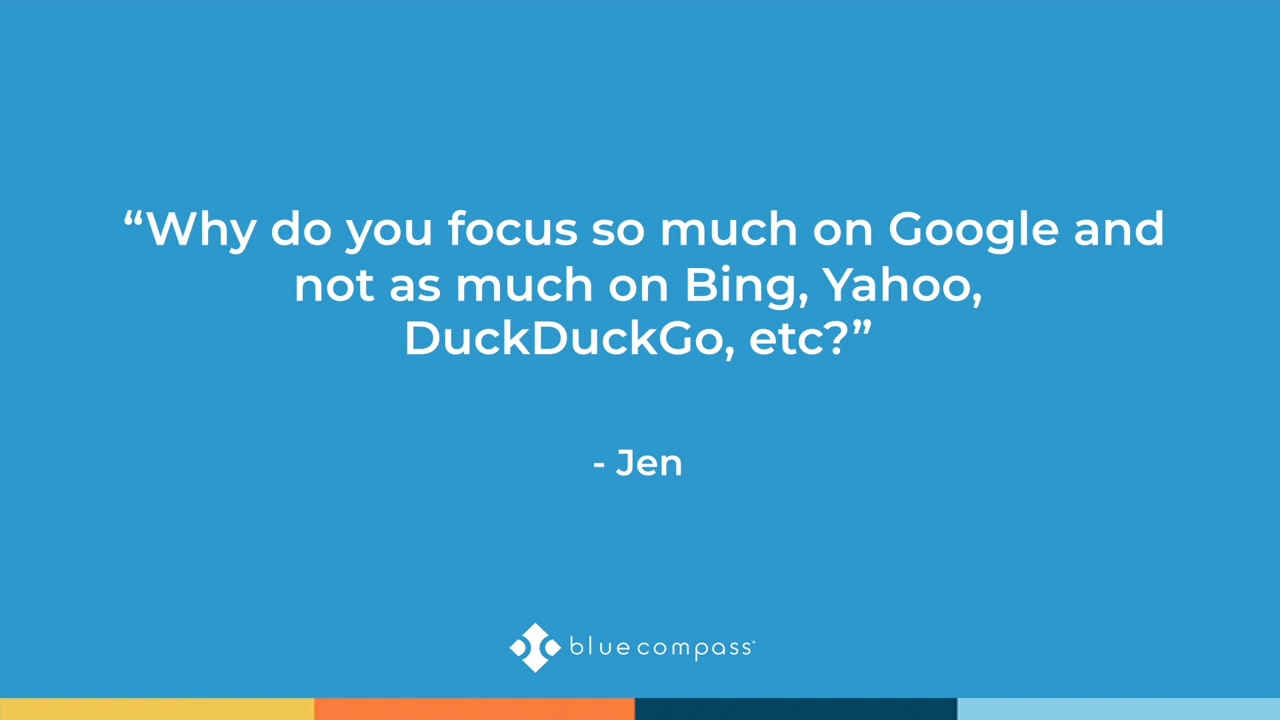 “Why do you focus so much on Google and
not as much on Bing, Yahoo,
DuckDuckGo, etc?”
- Jen
blue compass